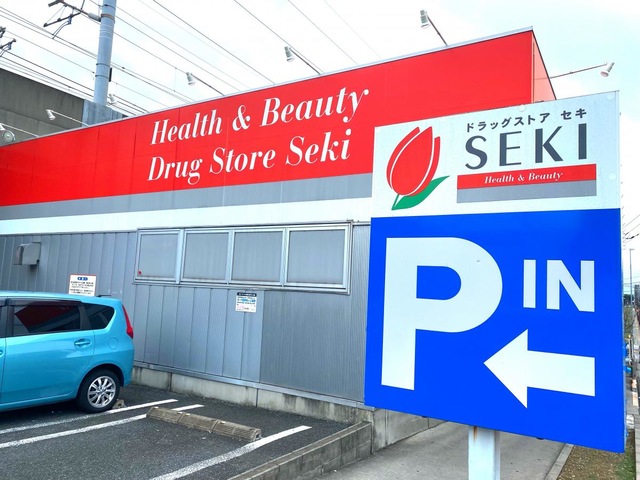 Health & Beauty
Drug Store Seki
ドラッグストア セキ
SEKI
Health & Beauty
P IN